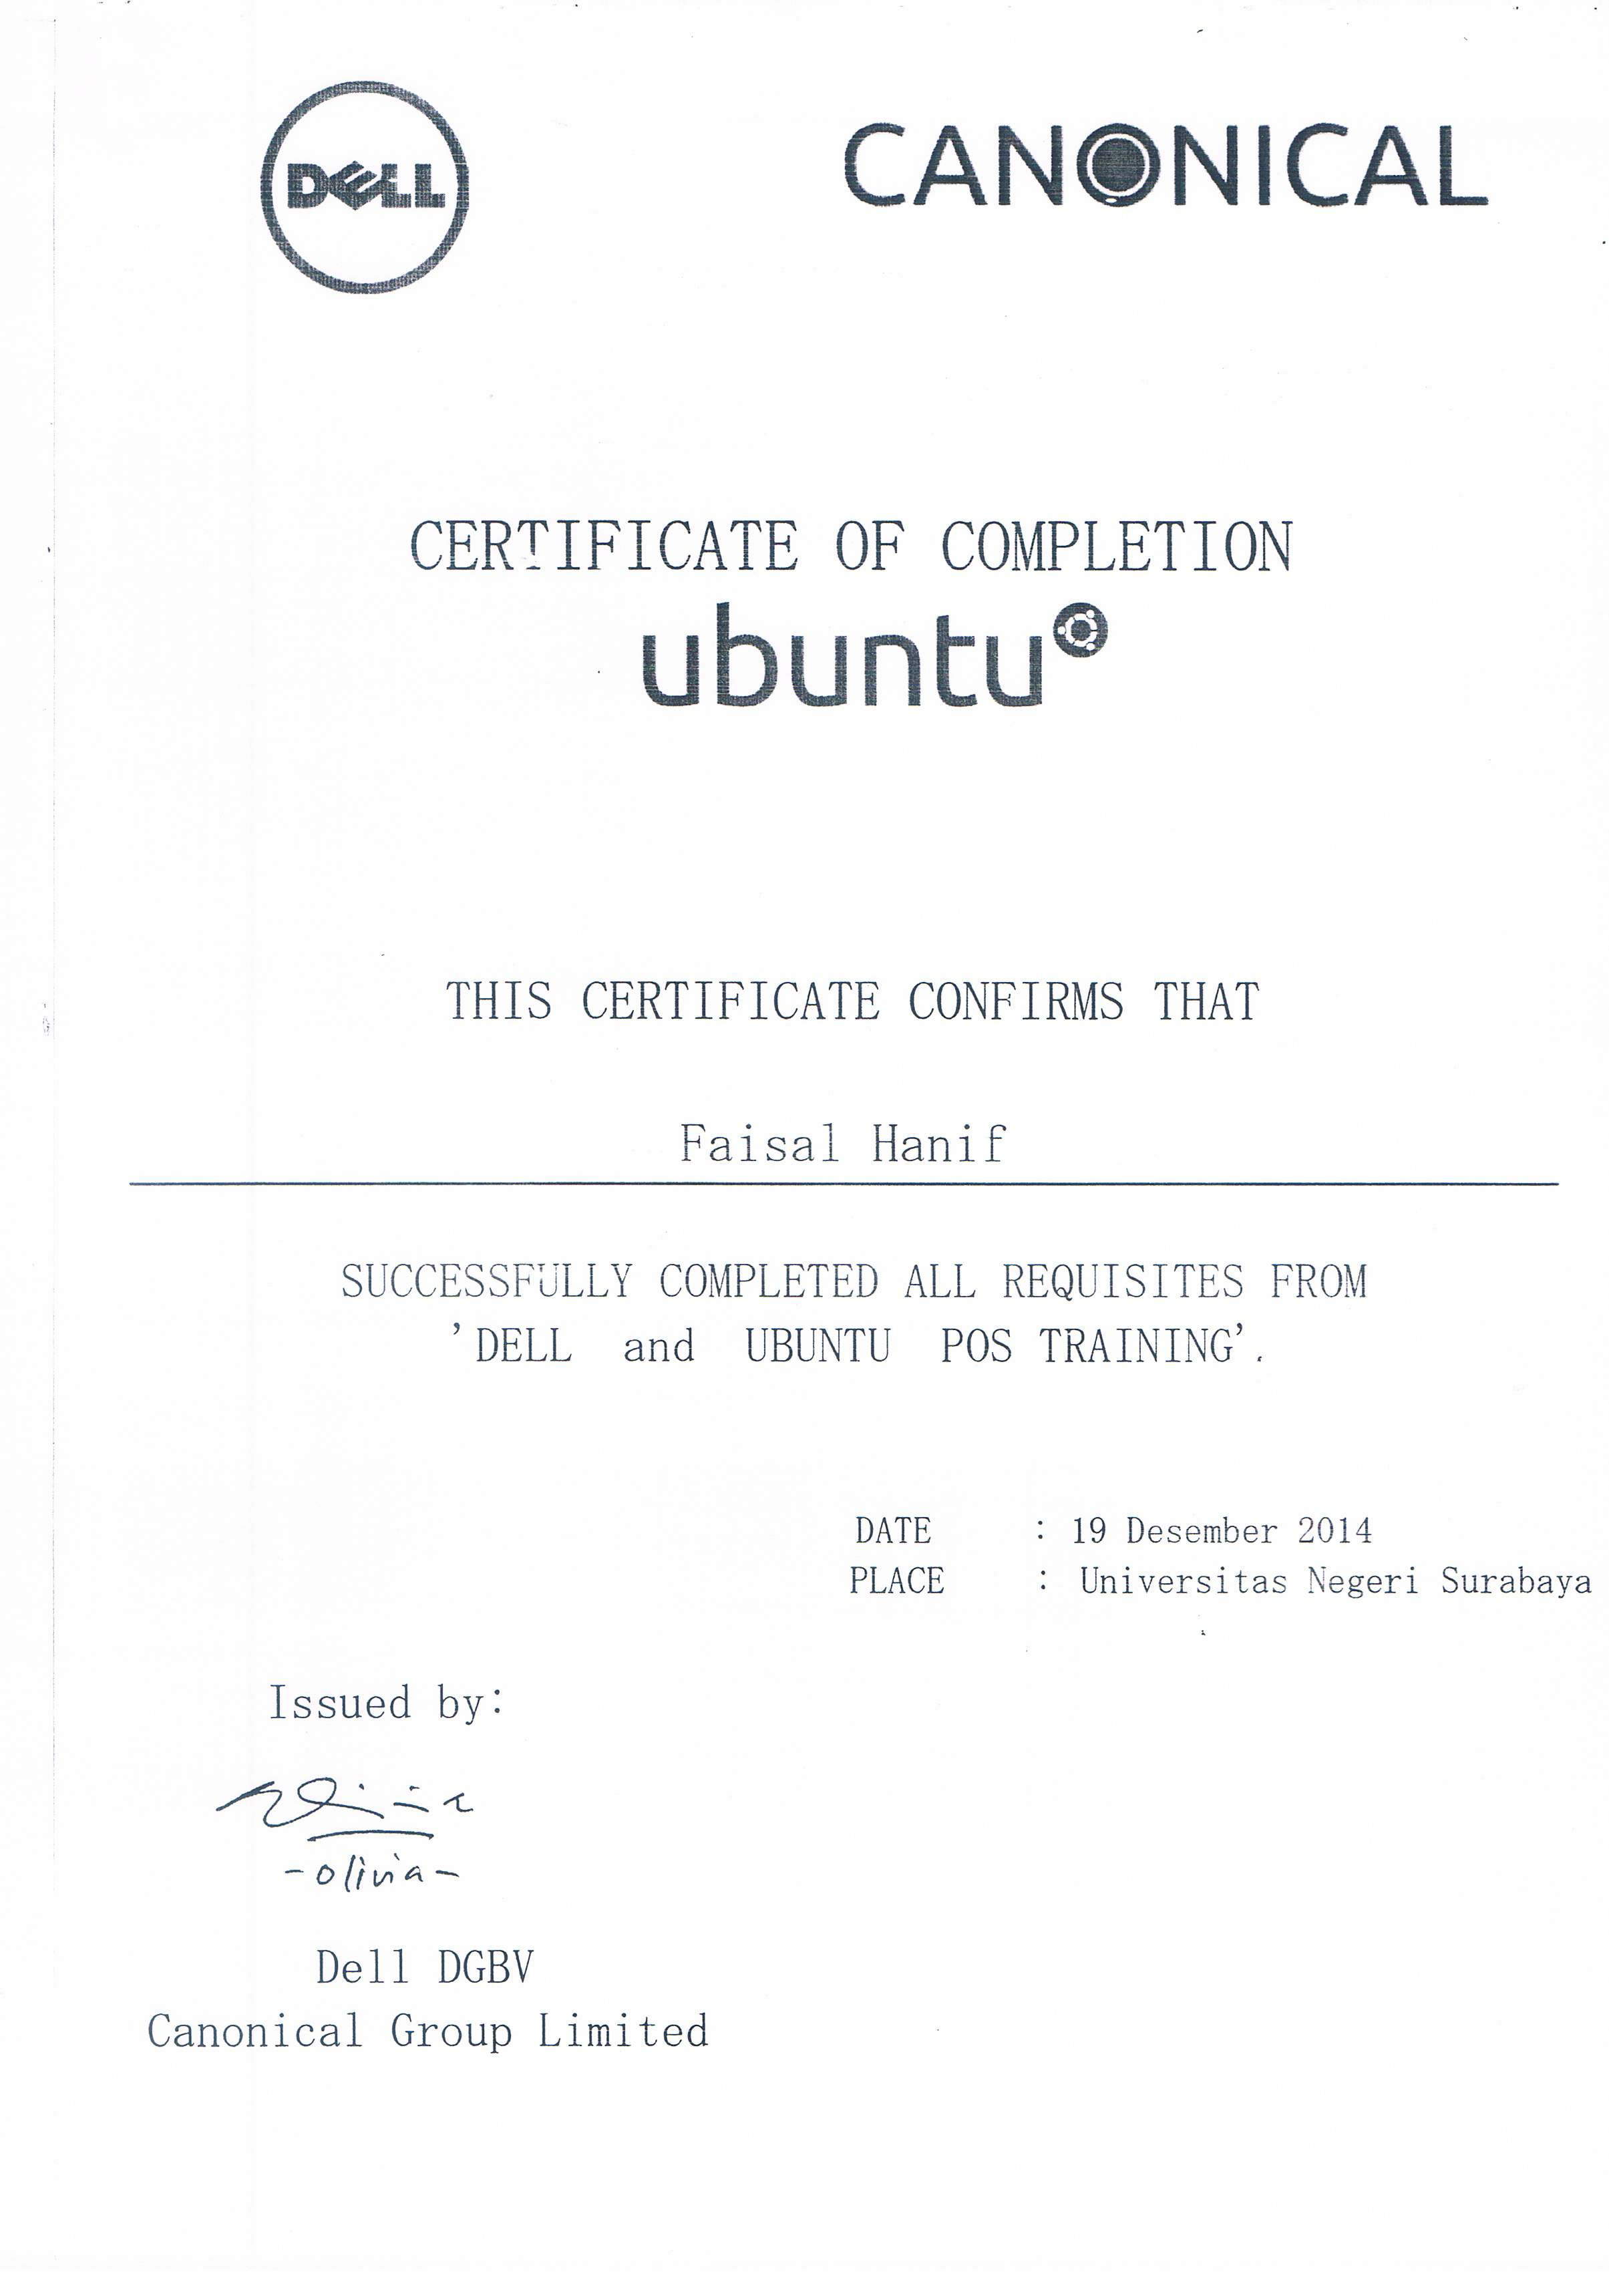 DELL
CANONICAL
CERTIFICATE OF COMPLETION
ubuntu
THIS CERTIFICATE CONFIRMS THAT
Faisal Hanif
SUCCESSFULLY COMPLETED ALL REQUISITES FROM
'DELL and UBUNTU POS TRAINING'.
DATE : 19 Desember 2014
PLACE : Universitas Negeri Surabaya
Issued by:
-olivia-
Dell DGBV
Canonical Group Limited